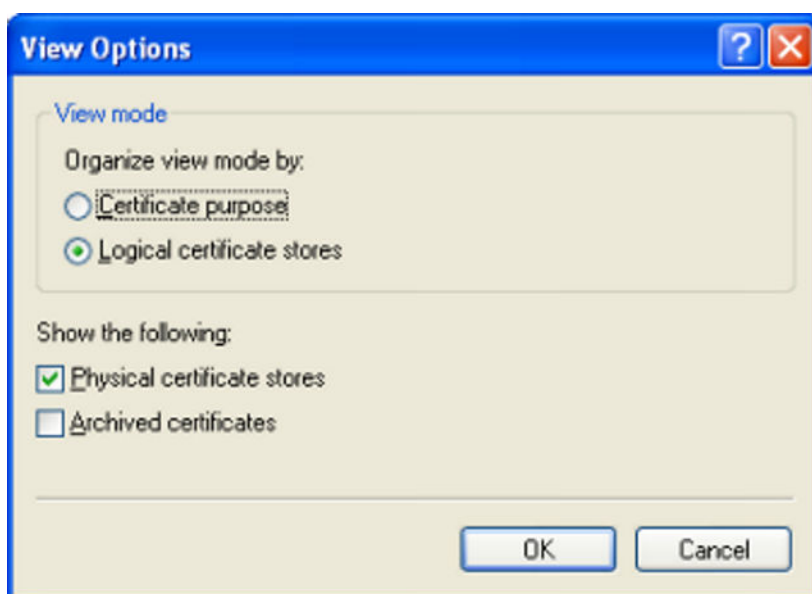 View Options
View mode
Organize view mode by:
Certificate purpose
Logical certificate stores
Show the following:
Physical certificate stores
Archived certificates
OK Cancel